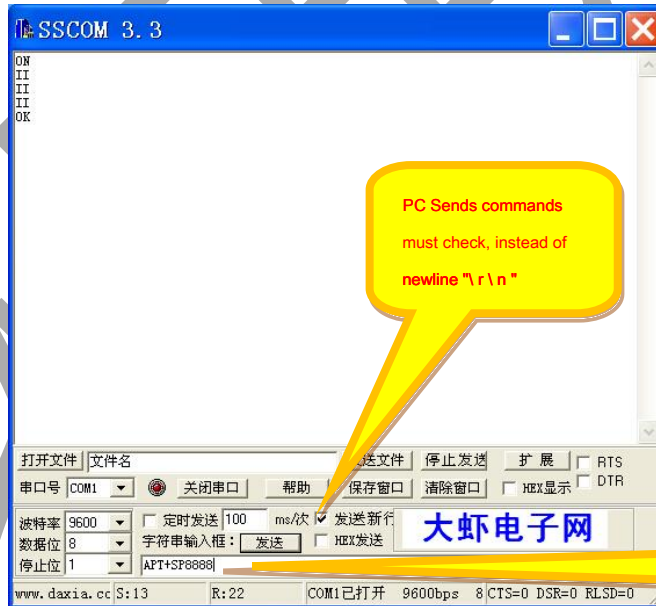 SSCOM 3.3
ON
II
II
II
OK
PC Sends commands
must check, instead of
newline "\ r \ n "
打开文件 文件名 文件 停止发送 扩 展 RTS
串口号 COM1 关闭串口 帮助 保存窗口 清除窗口 HEX显示 DTR
波特率 9600 定时发送 100 ms/次 发送新行 大虾电子网
数据位 8 字符串输入框: 发送 HEX发送
停止位 1 APT+SP8888
www.daxia.cc S:13 R:22 COM1已打开 9600bps 8 CTS=0 DSR=0 RLSD=0